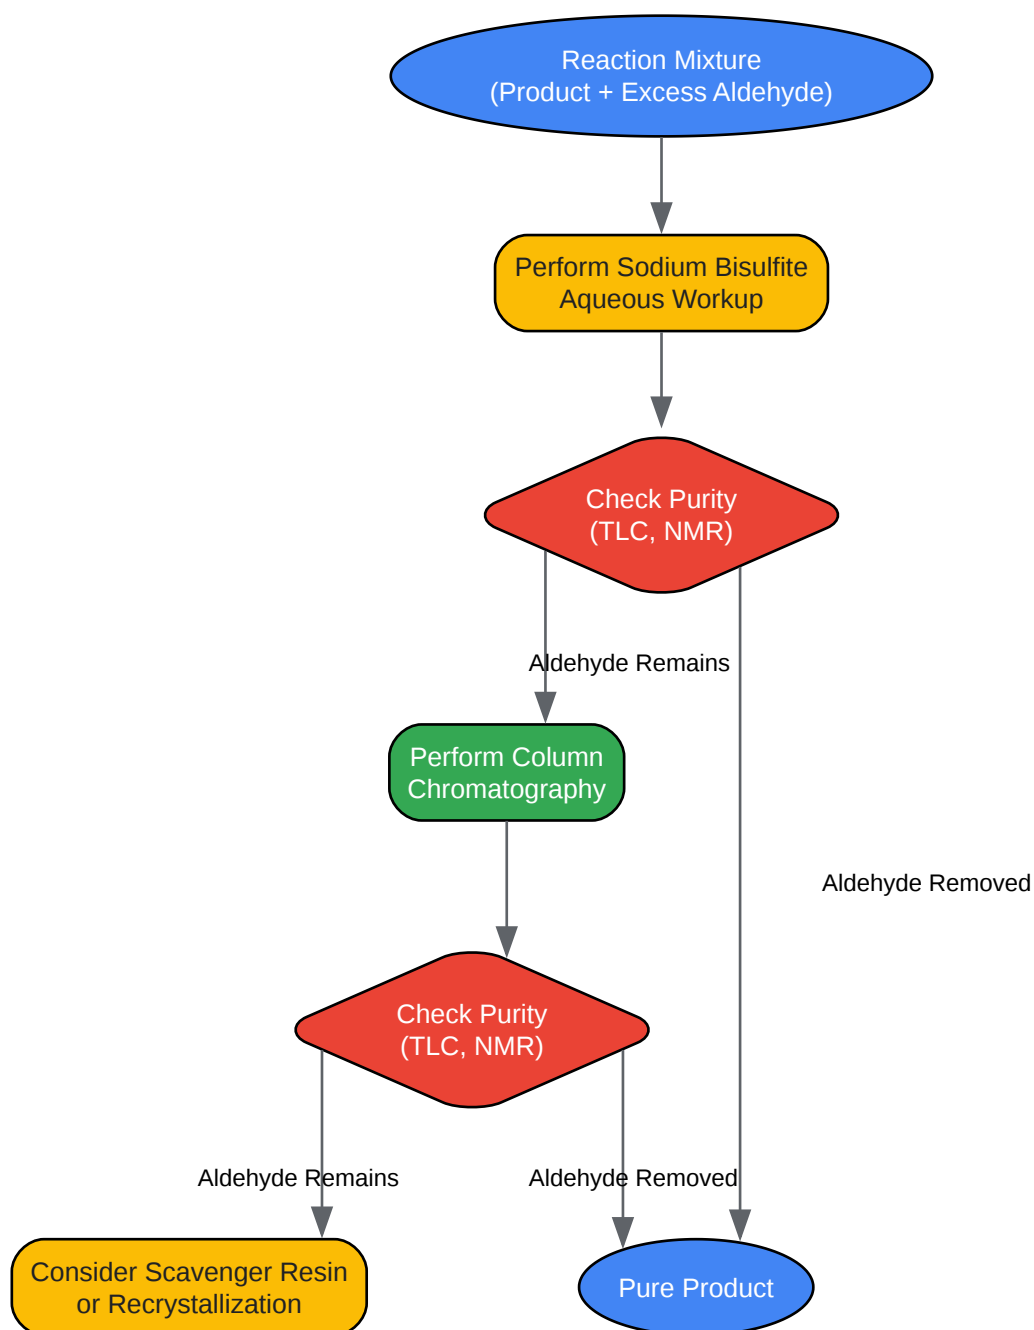 Reaction Mixture
(Product + Excess Aldehyde)
Perform Sodium Bisulfite
Aqueous Workup
Check Purity
(TLC, NMR)
Aldehyde Remains
Perform Column
Chromatography
Aldehyde Removed
Check Purity
(TLC, NMR)
Aldehyde Remains
Aldehyde Removed
Consider Scavenger Resin
or Recrystallization
Pure Product